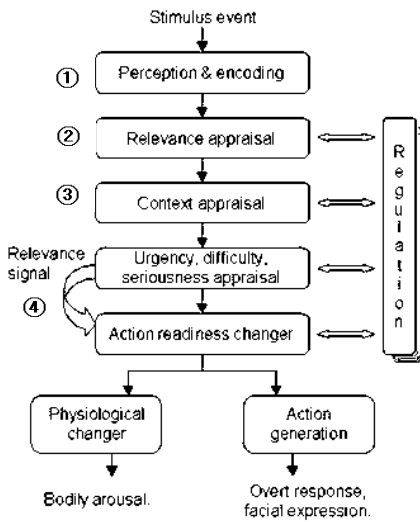 Stimulus event
① Perception & encoding
② Relevance appraisal
③ Context appraisal
Relevance
signal
Urgency, difficulty,
seriousness appraisal
④ Action readiness changer
Regulation
Physiological
changer
Action
generation
Bodily arousal.
Overt response,
facial expression.